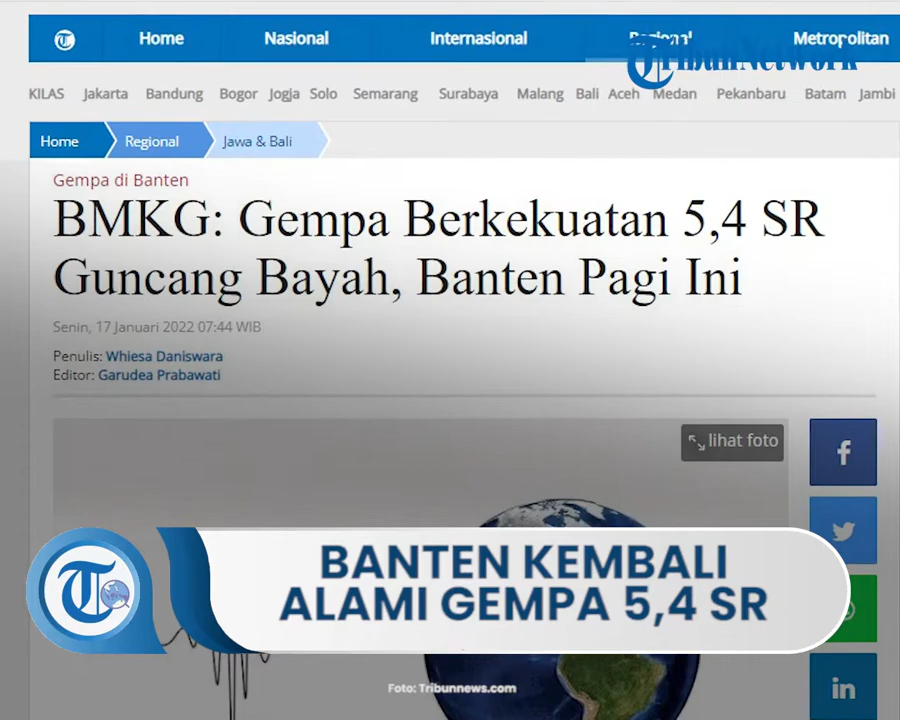 Home Nasional Internasional Regional Metropolitan
TribunNetwork
KILAS Jakarta Bandung Bogor Jogja Solo Semarang Surabaya Malang Bali Aceh Medan Pekanbaru Batam Jambi
Home Regional Jawa & Bali
Gempa di Banten
BMKG: Gempa Berkekuatan 5,4 SR
Guncang Bayah, Banten Pagi Ini
Senin, 17 Januari 2022 07:44 WIB
Penulis: Whiesa Daniswara
Editor: Garudea Prabawati
lihat foto
BANTEN KEMBALI
ALAMI GEMPA 5,4 SR
Foto: Tribunnews.com